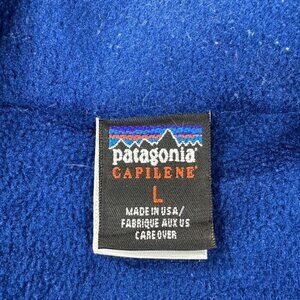 patagonia®
CAPILENE®
L
MADE IN USA/
FABRIQUE AUX US
CARE OVER